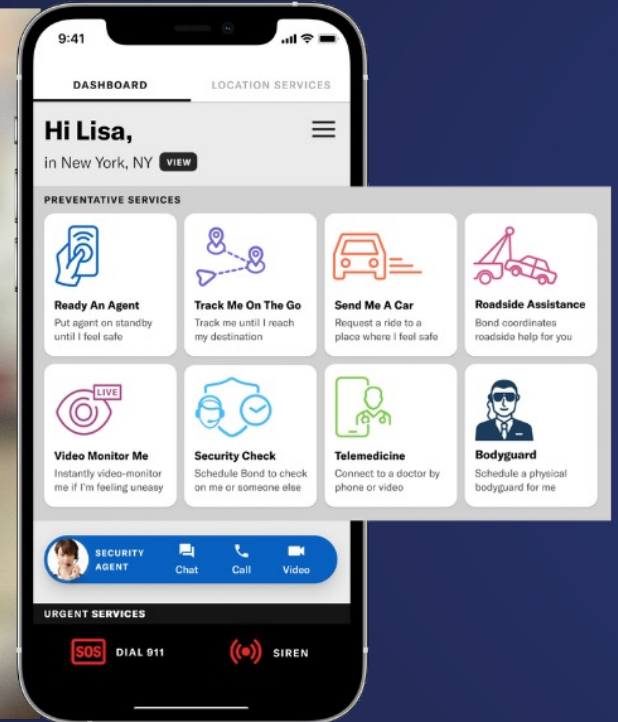 9:41
DASHBOARD
LOCATION SERVICES
Hi Lisa,
in New York, NY VIEW
PREVENTATIVE SERVICES
Ready An Agent
Put agent on standby
until I feel safe
Track Me On The Go
Track me until I reach
my destination
Send Me A Car
Request a ride to a
place where I feel safe
Roadside Assistance
Bond coordinates
roadside help for you
LIVE
Video Monitor Me
Instantly video-monitor
me if I'm feeling uneasy
Security Check
Schedule Bond to check
on me or someone else
Telemedicine
Connect to a doctor by
phone or video
Bodyguard
Schedule a physical
bodyguard for me
SECURITY
AGENT
Chat
Call
Video
URGENT SERVICES
SOS DIAL 911
SIREN